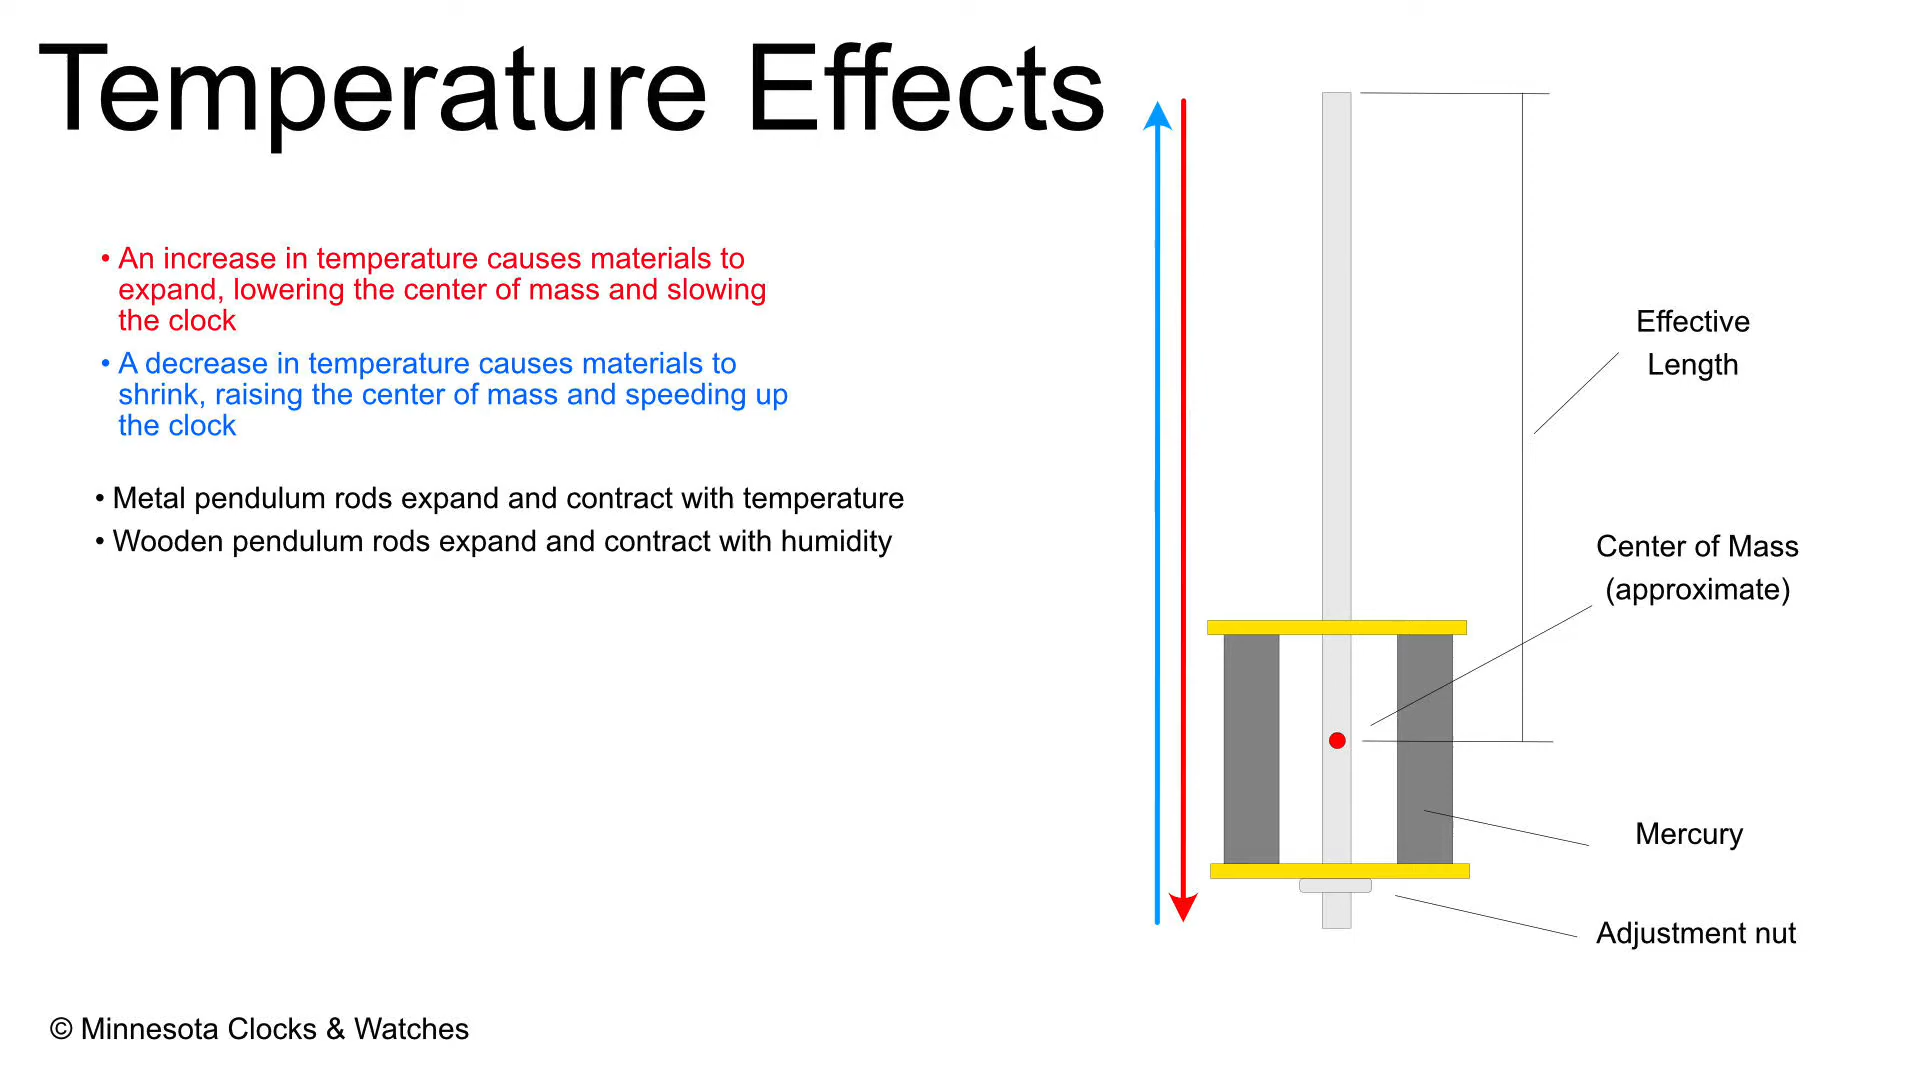 Temperature Effects
• An increase in temperature causes materials to
expand, lowering the center of mass and slowing
the clock
• A decrease in temperature causes materials to
shrink, raising the center of mass and speeding up
the clock
• Metal pendulum rods expand and contract with temperature
• Wooden pendulum rods expand and contract with humidity
Effective
Length
Center of Mass
(approximate)
Mercury
Adjustment nut
© Minnesota Clocks & Watches